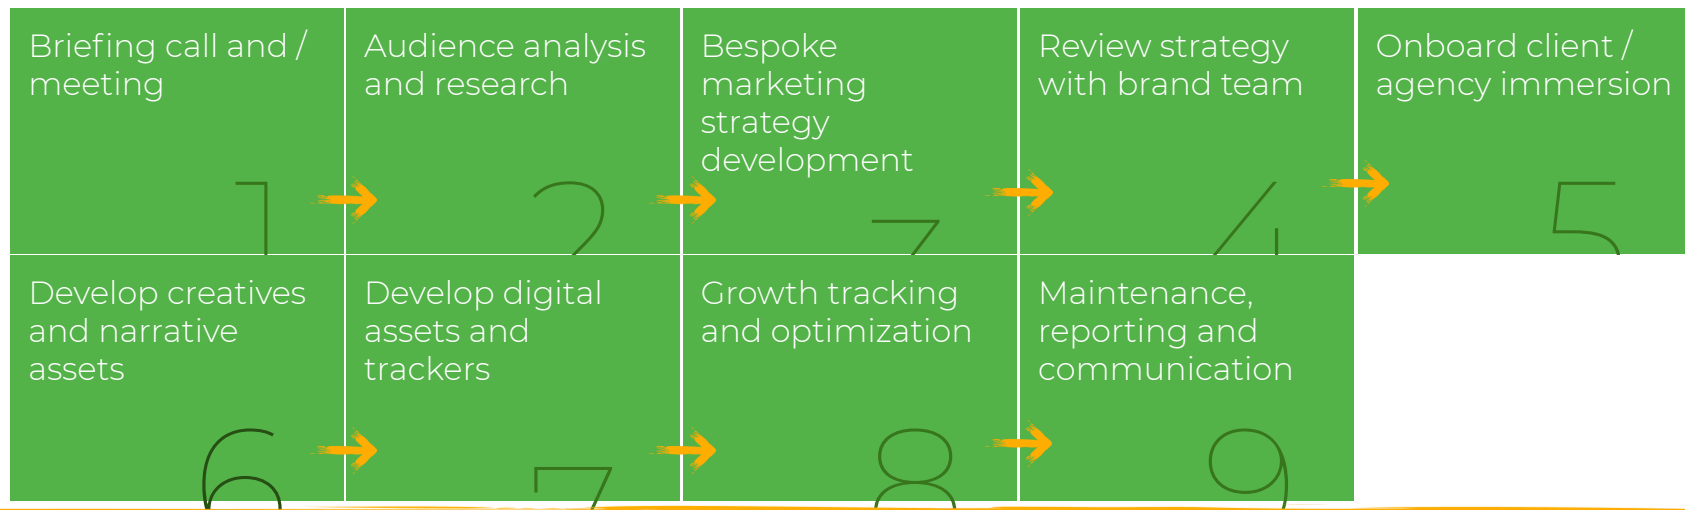 Briefing call and /
meeting
1
Audience analysis
and research
2
Bespoke
marketing
strategy
development
3
Review strategy
with brand team
4
Onboard client /
agency immersion
5
Develop creatives
and narrative
assets
6
Develop digital
assets and
trackers
7
Growth tracking
and optimization
8
Maintenance,
reporting and
communication
9